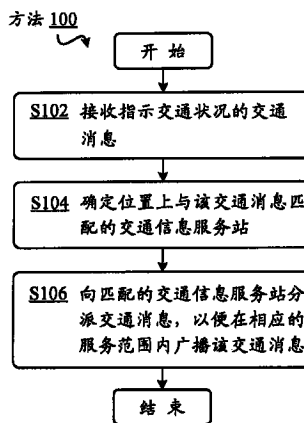 方法 100
开 始
S102 接收指示交通状况的交通
消息
S104 确定位置上与该交通消息匹
配的交通信息服务站
S106 向匹配的交通信息服务站分
派交通消息，以便在相应的
服务范围内广播该交通消息
结 束